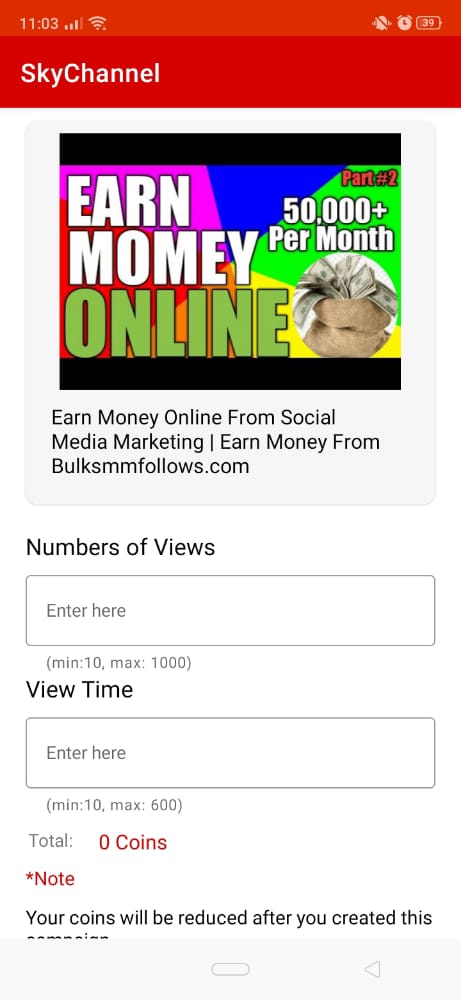 11:03
39
SkyChannel
Part#2
EARN
50,000+
MOMEY
Per Month
ONLINE
Earn Money Online From Social
Media Marketing | Earn Money From
Bulksmmfollows.com
Numbers of Views
Enter here
(min:10, max: 1000)
View Time
Enter here
(min:10, max: 600)
Total: 0 Coins
*Note
Your coins will be reduced after you created this